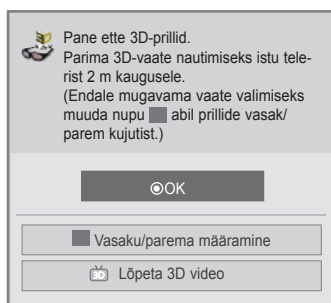 Pane ette 3D-prillid.
Parima 3D-vaate nautimiseks istu tele-
rist 2 m kaugusele.
(Endale mugavama vaate valimiseks
muuda nupu abil prillide vasak/
parem kujutist.)
OK
Vasaku/parema määramine
3D Lõpeta 3D video